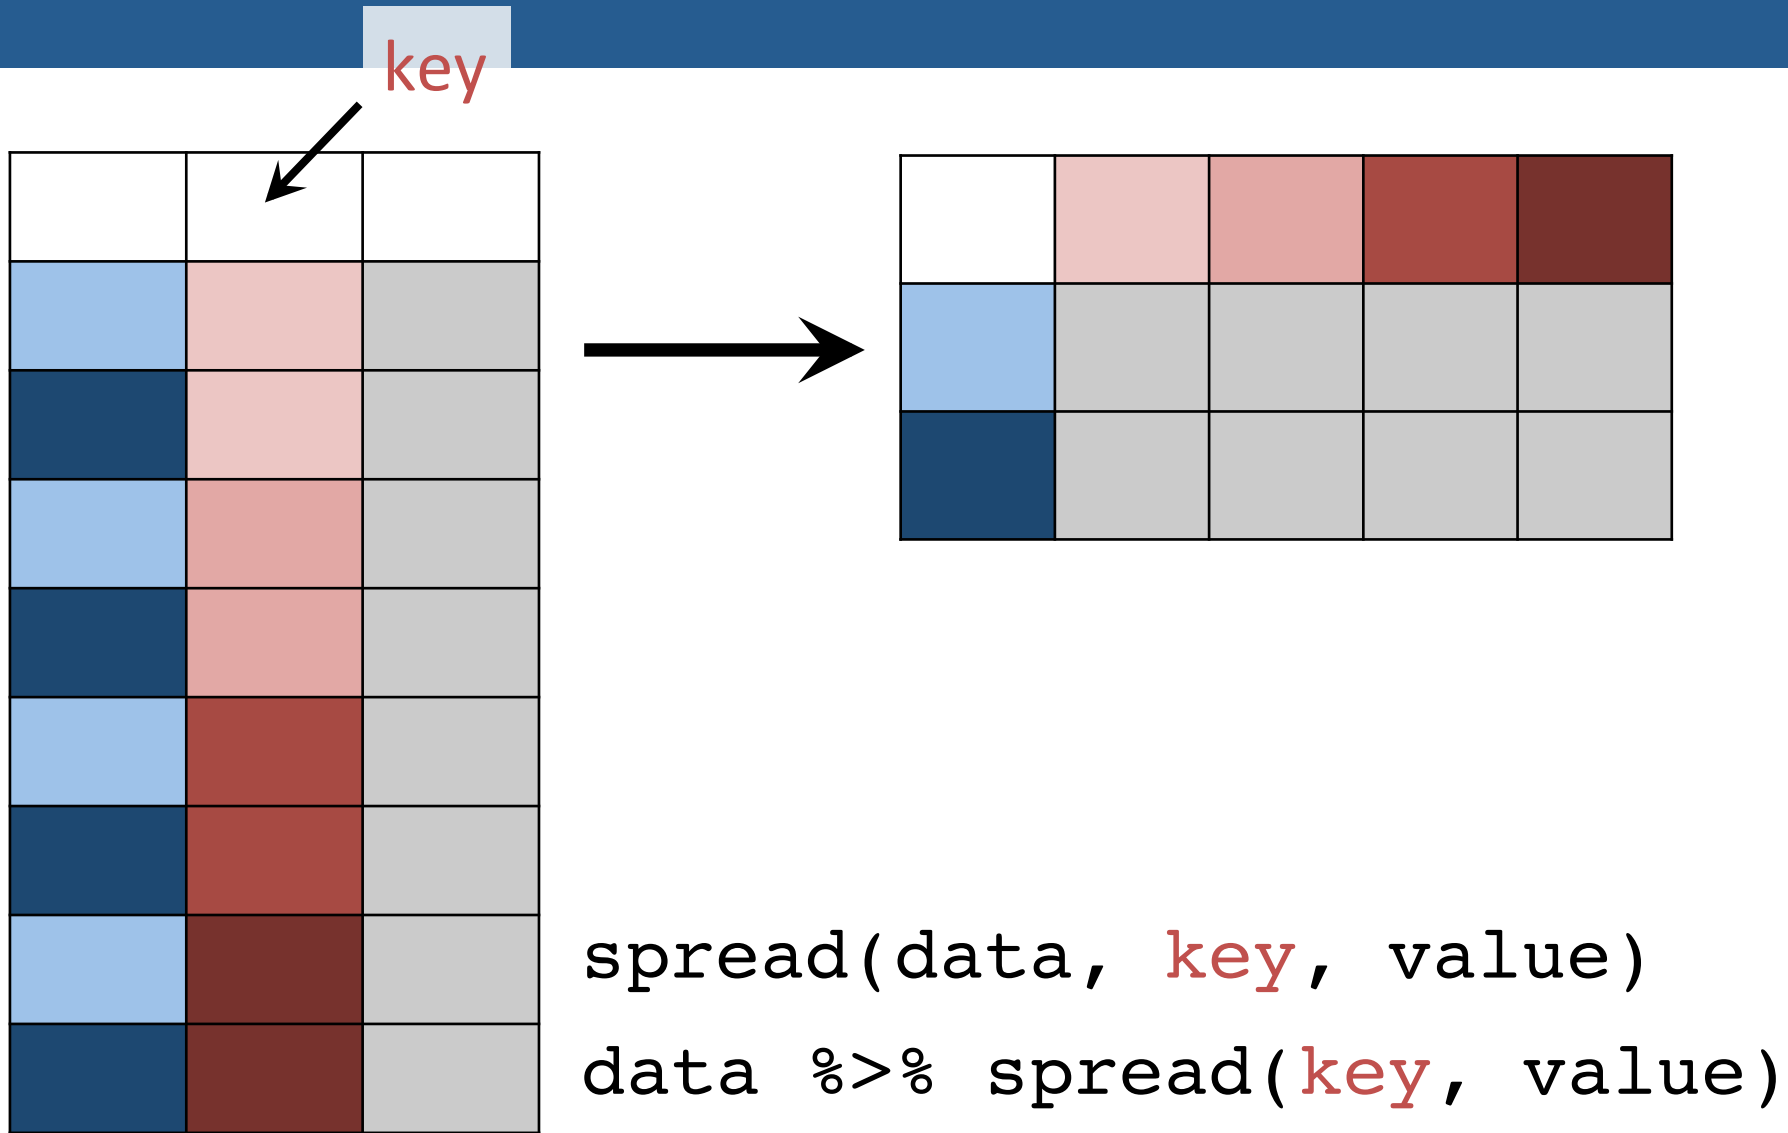 key
spread(data, key, value)
data %>% spread(key, value)